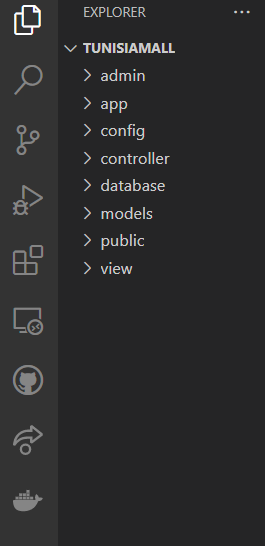 EXPLORER
TUNISIAMALL
admin
app
config
controller
database
models
public
view